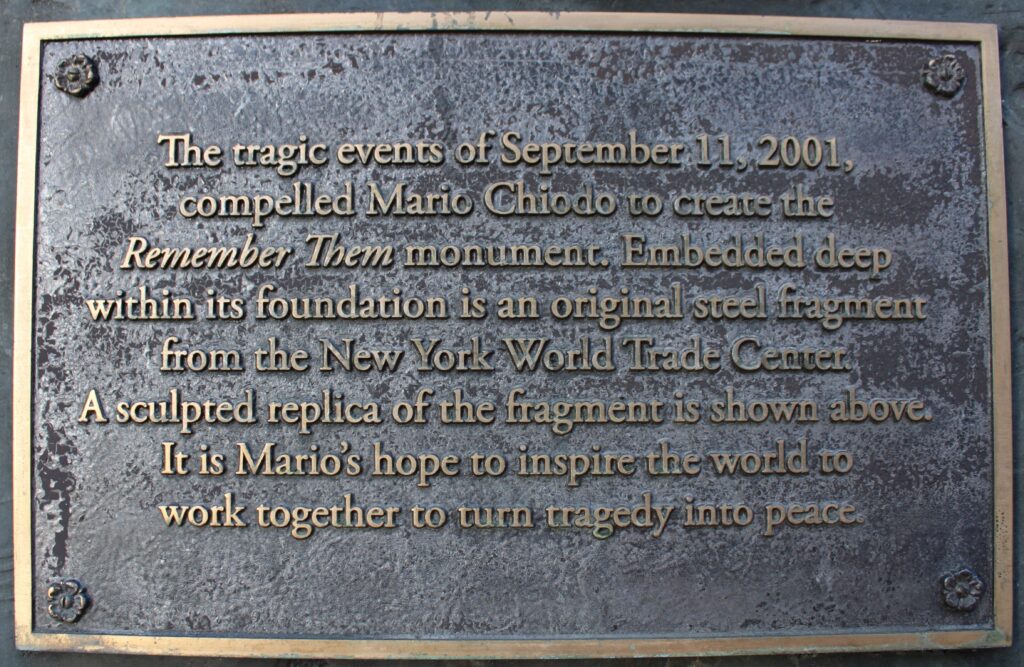 The tragic events of September 11, 2001,
compelled Mario Chiodo to create the
Remember Them monument. Embedded deep
within its foundation is an original steel fragment
from the New York World Trade Center.
A sculpted replica of the fragment is shown above.
It is Mario's hope to inspire the world to
work together to turn tragedy into peace.